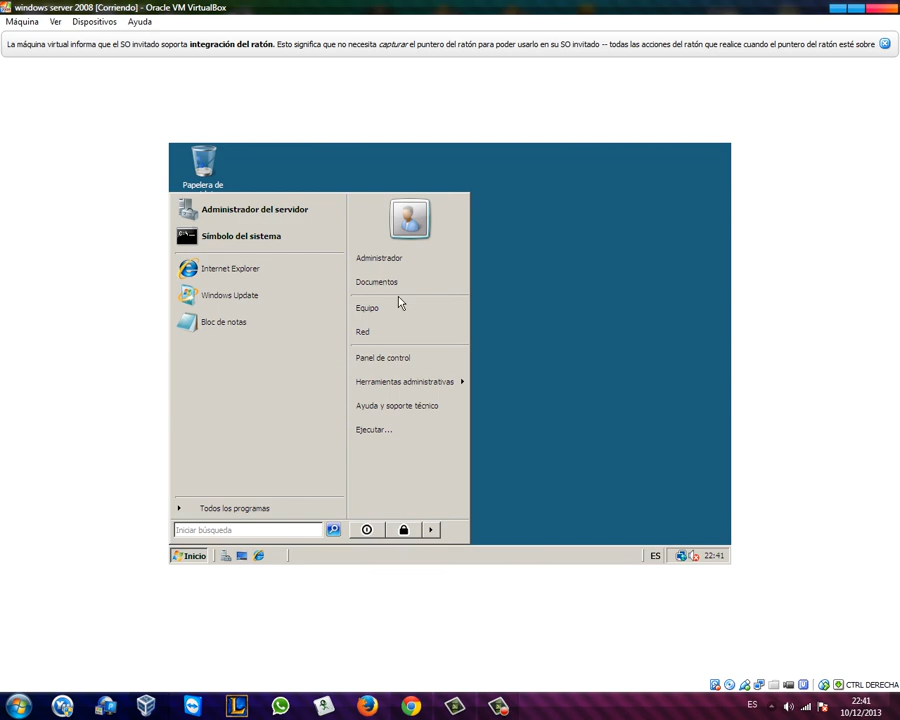 windows server 2008 [Corriendo] - Oracle VM VirtualBox
Máquina Ver Dispositivos Ayuda
La máquina virtual informa que el SO invitado soporta integración del ratón. Esto significa que no necesita capturar el puntero del ratón para poder usarlo en su SO invitado -- todas las acciones del ratón que realice cuando el puntero del ratón esté sobre
Papelera de
Administrador del servidor
Símbolo del sistema
Internet Explorer
Windows Update
Bloc de notas
Todos los programas
Iniciar búsqueda
Administrador
Documentos
Equipo
Red
Panel de control
Herramientas administrativas
Ayuda y soporte técnico
Ejecutar...
Inicio
ES
22:41
CTRL DERECHA
ES
22:41
10/12/2013